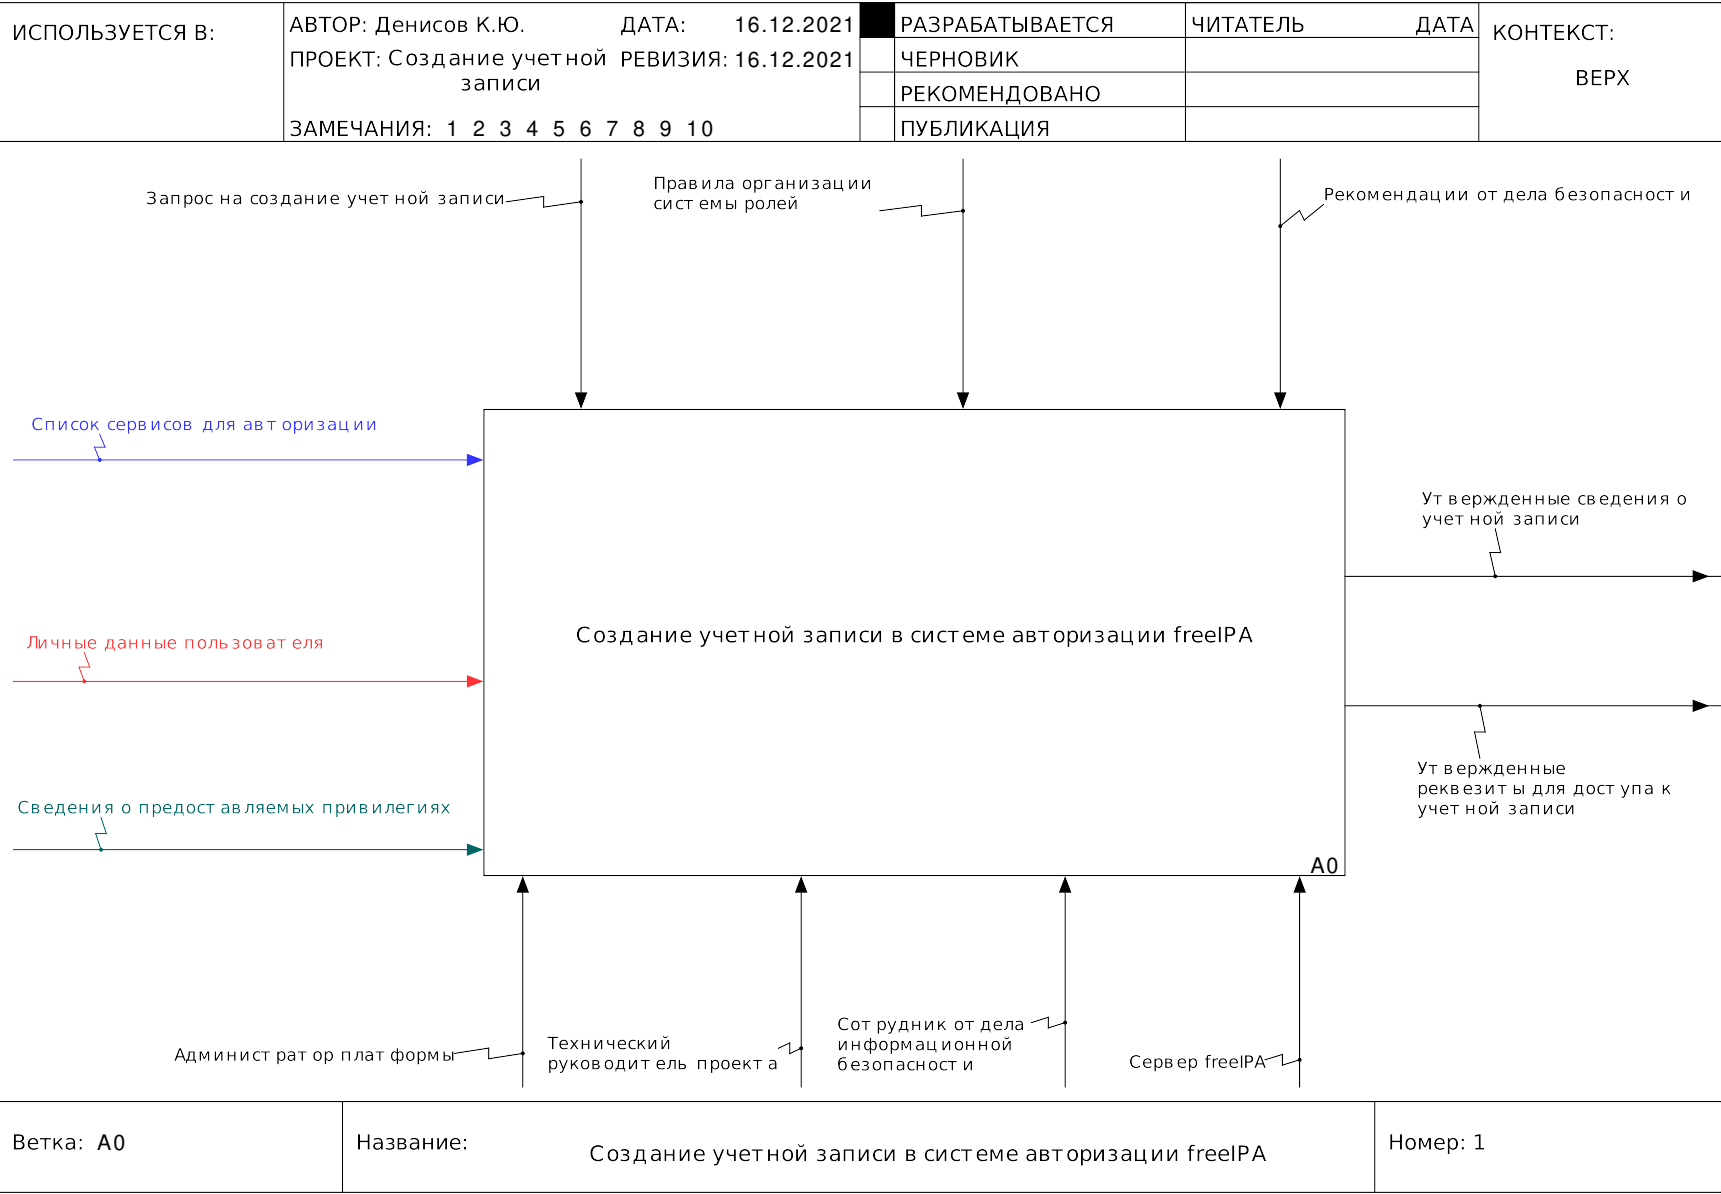 ИСПОЛЬЗУЕТСЯ В:
АВТОР: Денисов К.Ю. ДАТА: 16.12.2021
ПРОЕКТ: Создание учетной РЕВИЗИЯ: 16.12.2021
записи
ЗАМЕЧАНИЯ: 1 2 3 4 5 6 7 8 9 10
РАЗРАБАТЫВАЕТСЯ
ЧЕРНОВИК
РЕКОМЕНДОВАНО
ПУБЛИКАЦИЯ
ЧИТАТЕЛЬ ДАТА
КОНТЕКСТ:
ВЕРХ
Запрос на создание учетной записи
Правила организации
системы ролей
Рекомендации отдела безопасности
Список сервисов для авторизации
Личные данные пользователя
Сведения о предоставляемых привилегиях
Создание учетной записи в системе авторизации freeIPA
A0
Утвержденные сведения о
учетной записи
Утвержденные
реквезиты для доступа к
учетной записи
Администратор платформы
Технический
руководитель проекта
Сотрудник отдела
информационной
безопасности
Сервер freeIPA
Ветка: A0
Название:
Создание учетной записи в системе авторизации freeIPA
Номер: 1